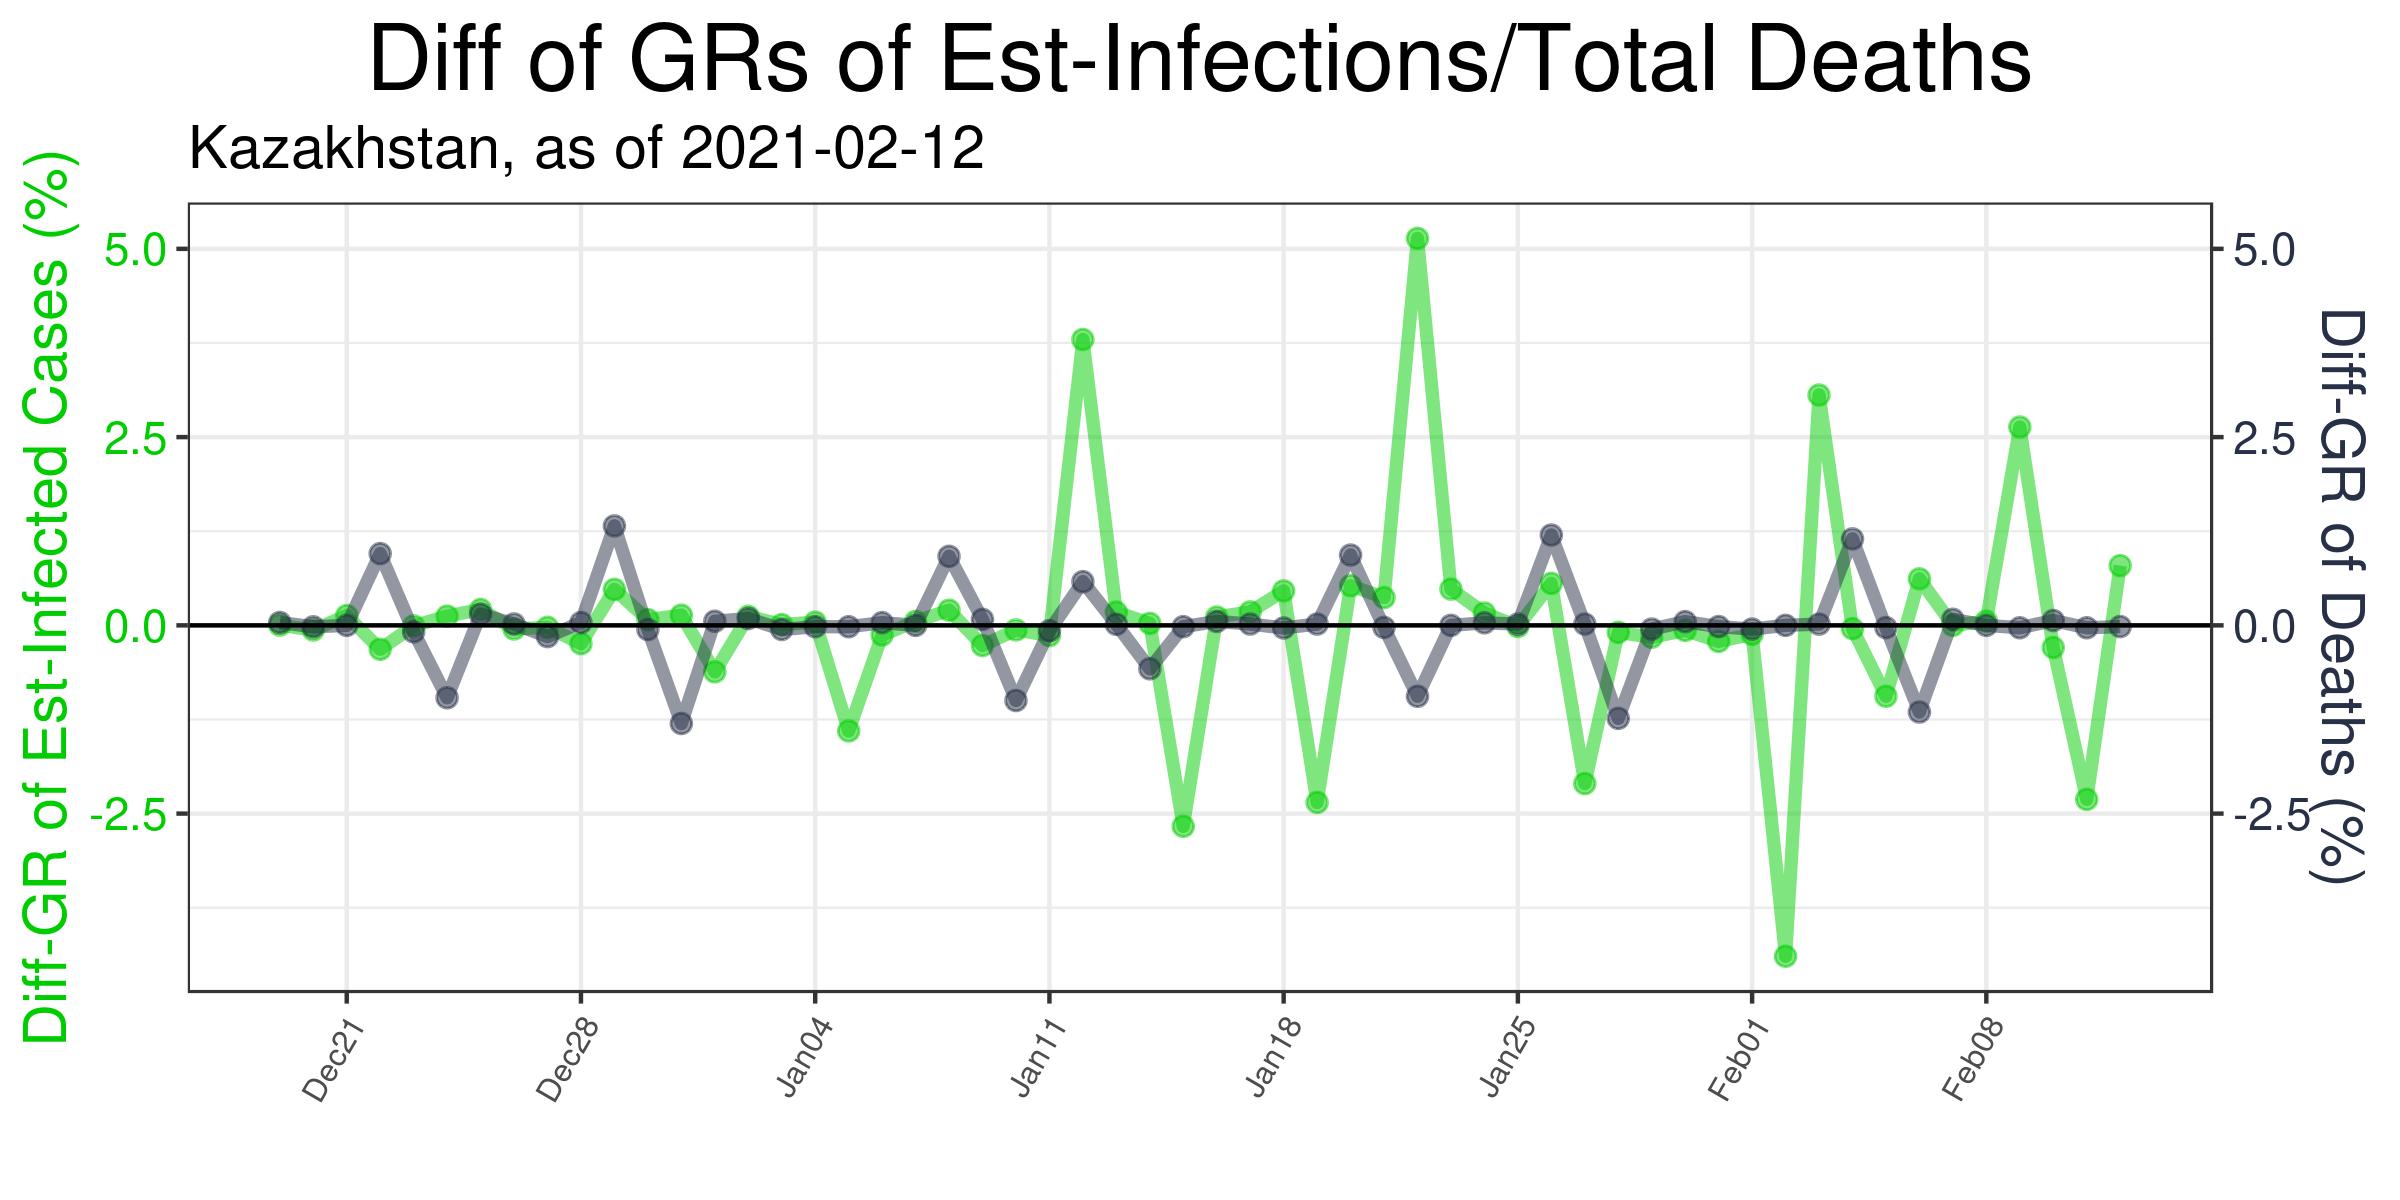 Diff of GRs of Est-Infections/Total Deaths
Kazakhstan, as of 2021-02-12
Diff-GR of Est-Infected Cases (%)
5.0
2.5
0.0
-2.5
5.0
2.5
0.0
-2.5
Diff-GR of Deaths (%)
Dec21
Dec28
Jan04
Jan11
Jan18
Jan25
Feb01
Feb08